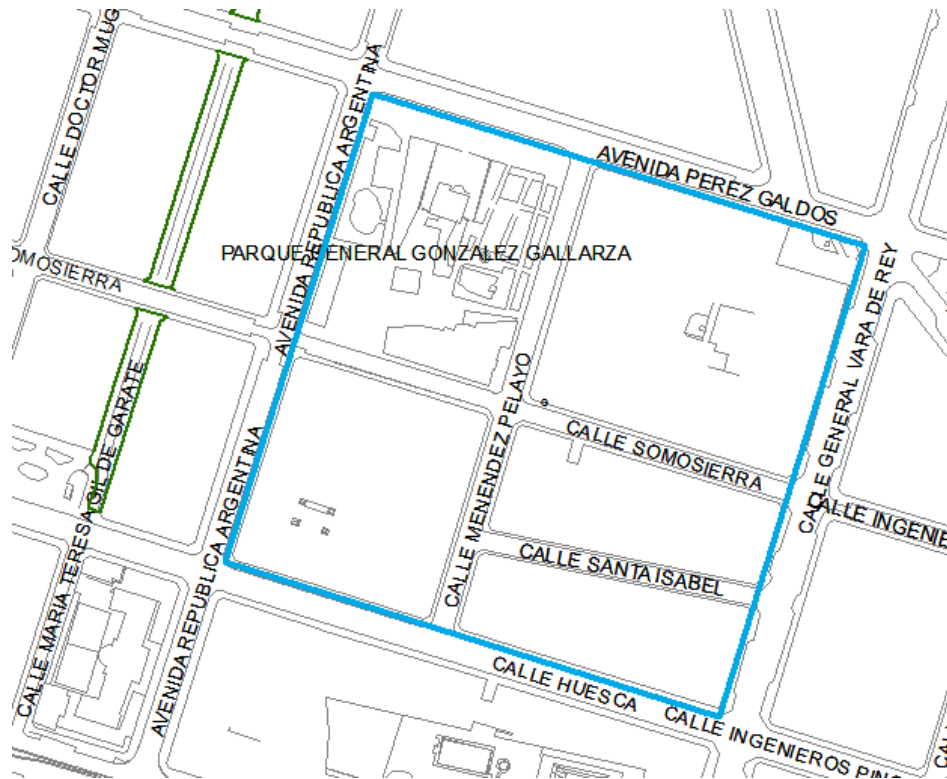 CALLE DOCTOR MUG
AVENIDA REPUBLICA ARGENTINA
AVENIDA PEREZ GALDOS
PARQUE GENERAL GONZALEZ GALLARZA
OMOSIERRA
CALLE GENERAL VARA DE REY
CALLE MENENDEZ PELAYO
CALLE SOMOSIERRA
CALLE INGENIE
CALLE MARIA TERESA GIL DE GARATE
AVENIDA REPUBLICA ARGENTINA
CALLE SANTA ISABEL
CALLE HUESCA
CALLE INGENIEROS PINO
CAL